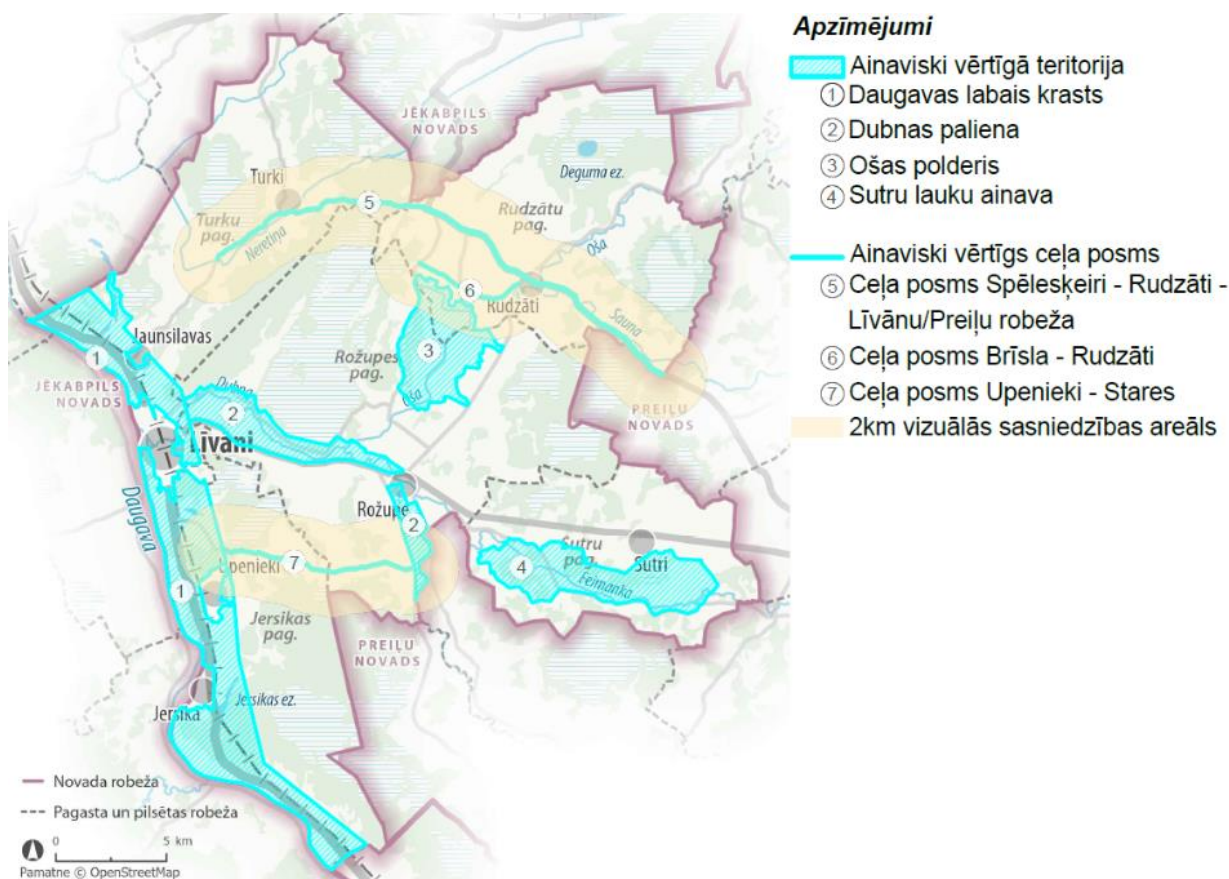 Apzīmējumi
Ainaviski vērtīgā teritorija
1 Daugavas labais krasts
2 Dubnas paliena
3 Ošas polderis
4 Sutru lauku ainava
Ainaviski vērtīgs ceļa posms
5 Ceļa posms Spēlesķeiri - Rudzāti -
Līvānu/Preiļu robeža
6 Ceļa posms Brīsla - Rudzāti
7 Ceļa posms Upenieki - Stares
2km vizuālās sasniedzības areāls
JĒKABPILS
NOVADS
Turki
Deguma ez.
5
Turku
pag.
Neretiņa
Rudzātu
pag.
Oša
6
Rudzāti
Sauna
Jaunsilavas
1
3
Rožupes
pag.
JĒKABPILS
NOVADS
Dubna
2
Oša
PREIĻU
NOVADS
Līvāni
Daugava
Rožupe
2
Upenieki
7
4
Sutru
pag.
Sutri
Feimanka
1
Jersikas
pag.
PREIĻU
NOVADS
Jersika
Jersikas ez.
Novada robeža
Pagasta un pilsētas robeža
0 5 km
Pamatne © OpenStreetMap